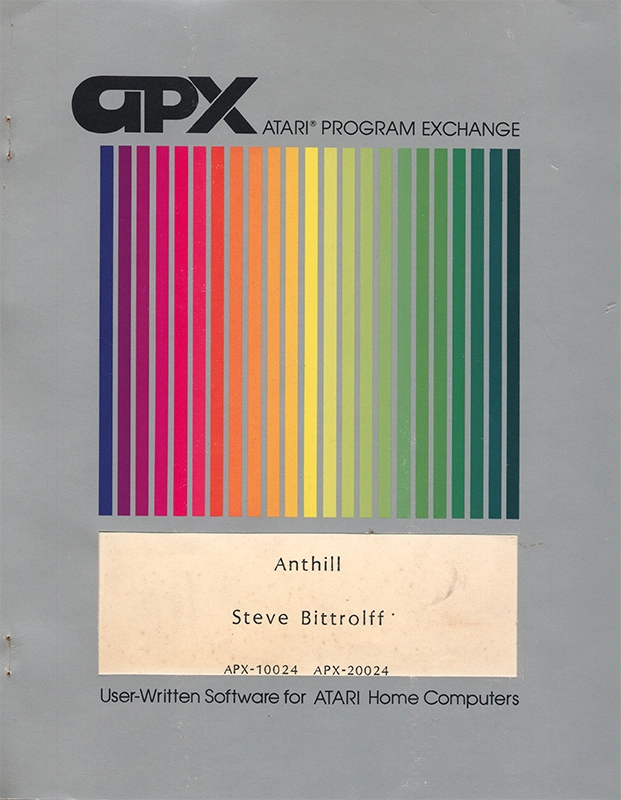 APX ATARI® PROGRAM EXCHANGE
Anthill
Steve Bittrolff
APX-10024 APX-20024
User-Written Software for ATARI Home Computers